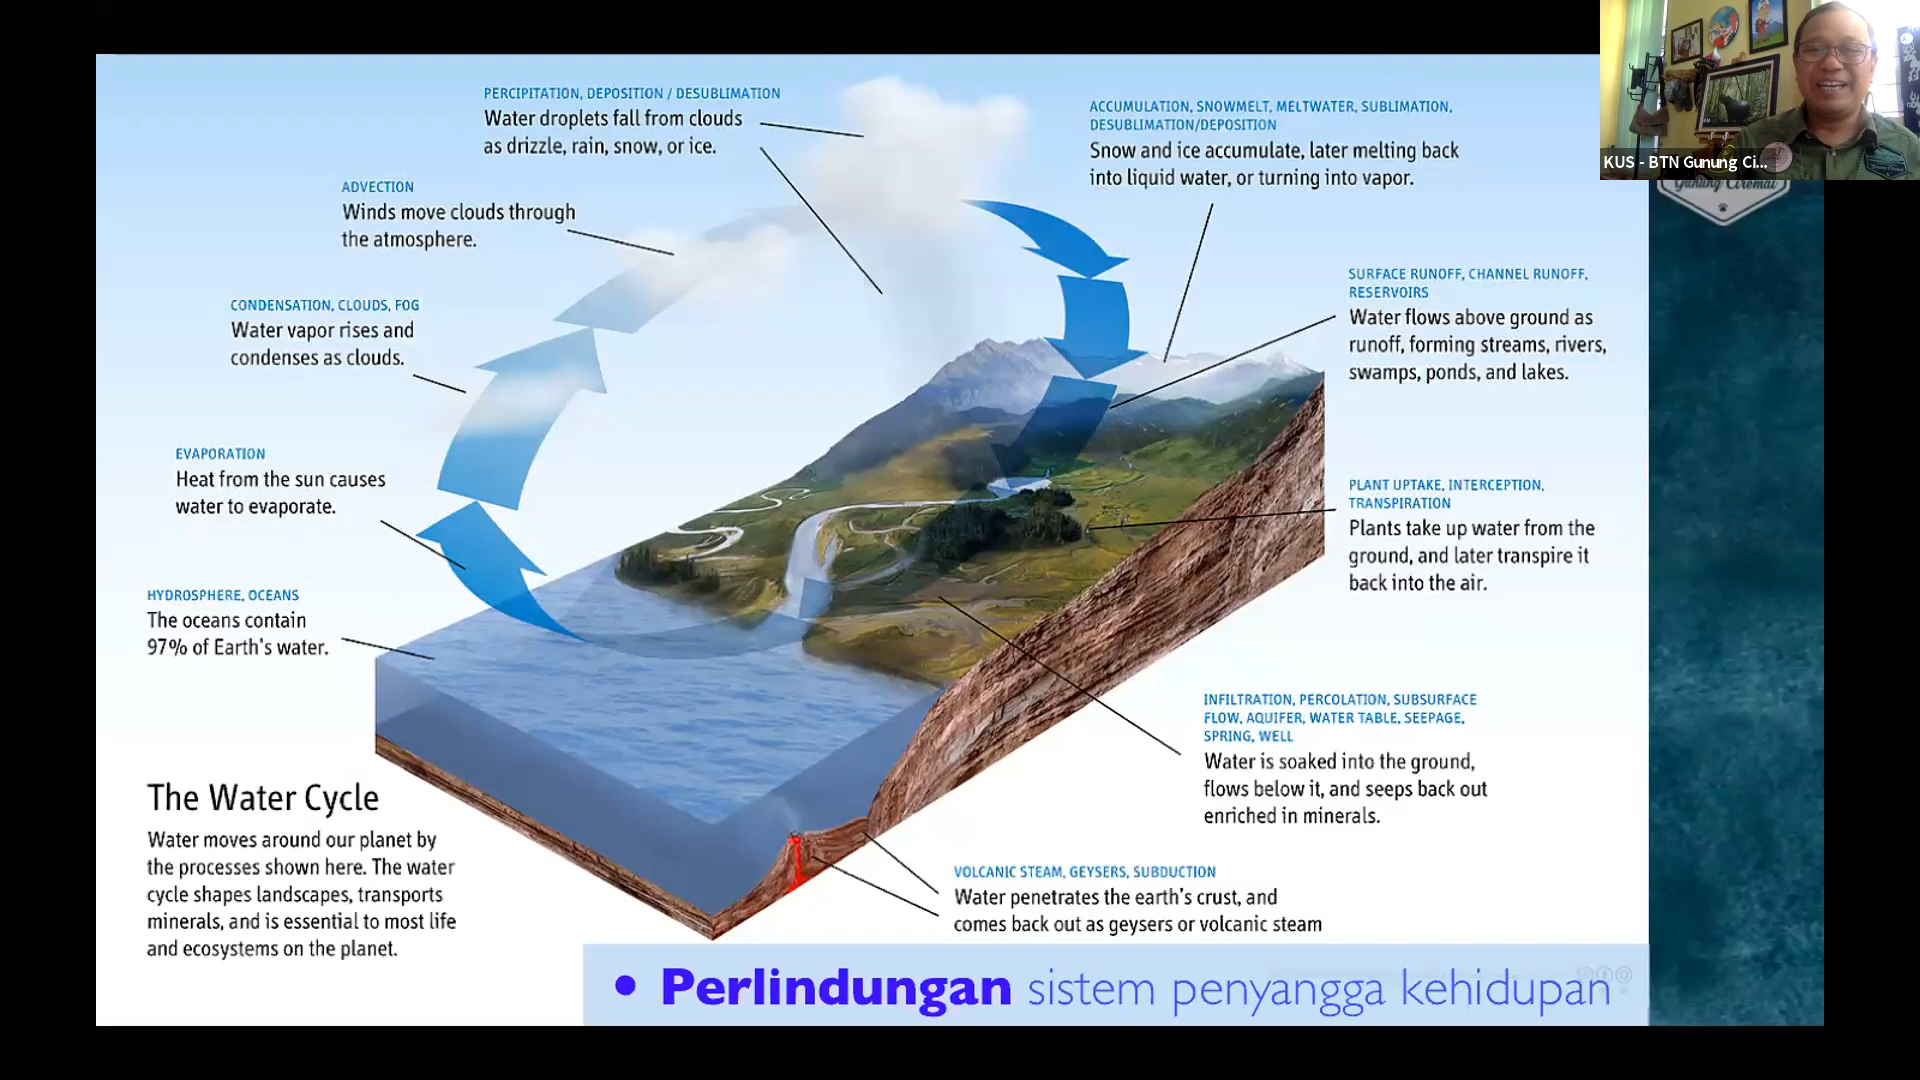 PERCIPITATION, DEPOSITION / DESUBLIMATION
Water droplets fall from clouds
as drizzle, rain, snow, or ice.
ACCUMULATION, SNOWMELT, MELTWATER, SUBLIMATION,
DESUBLIMATION/DEPOSITION
Snow and ice accumulate, later melting back
into liquid water, or turning into vapor.
KUS - BTN Gunung Ci...
Gunung Ciremai
ADVECTION
Winds move clouds through
the atmosphere.
SURFACE RUNOFF, CHANNEL RUNOFF,
RESERVOIRS
Water flows above ground as
runoff, forming streams, rivers,
swamps, ponds, and lakes.
CONDENSATION, CLOUDS, FOG
Water vapor rises and
condenses as clouds.
EVAPORATION
Heat from the sun causes
water to evaporate.
PLANT UPTAKE, INTERCEPTION,
TRANSPIRATION
Plants take up water from the
ground, and later transpire it
back into the air.
HYDROSPHERE, OCEANS
The oceans contain
97% of Earth's water.
INFILTRATION, PERCOLATION, SUBSURFACE
FLOW, AQUIFER, WATER TABLE, SEEPAGE,
SPRING, WELL
Water is soaked into the ground,
flows below it, and seeps back out
enriched in minerals.
The Water Cycle
Water moves around our planet by
the processes shown here. The water
cycle shapes landscapes, transports
minerals, and is essential to most life
and ecosystems on the planet.
VOLCANIC STEAM, GEYSERS, SUBDUCTION
Water penetrates the earth's crust, and
comes back out as geysers or volcanic steam
• Perlindungan sistem penyangga kehidupan